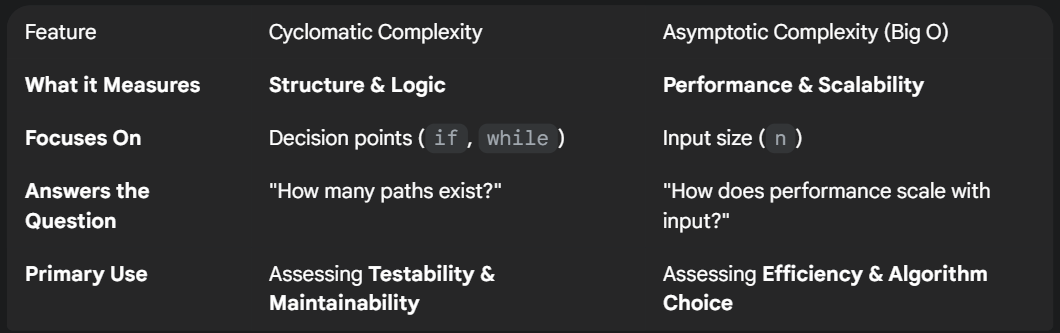 Feature Cyclomatic Complexity Asymptotic Complexity (Big O)
What it Measures Structure & Logic Performance & Scalability
Focuses On Decision points ( if , while ) Input size ( n )
Answers the Question "How many paths exist?" "How does performance scale with input?"
Primary Use Assessing Testability & Maintainability Assessing Efficiency & Algorithm Choice